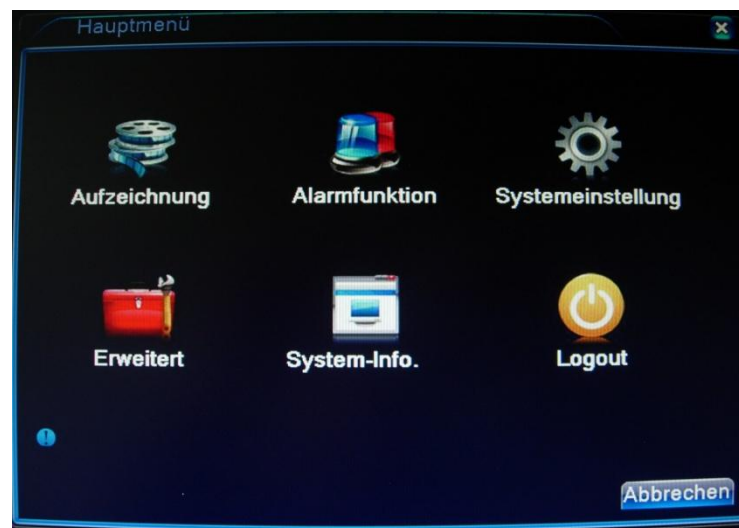 Hauptmenü
Aufzeichnung
Alarmfunktion
Systemeinstellung
Erweitert
System-Info.
Logout
Abbrechen